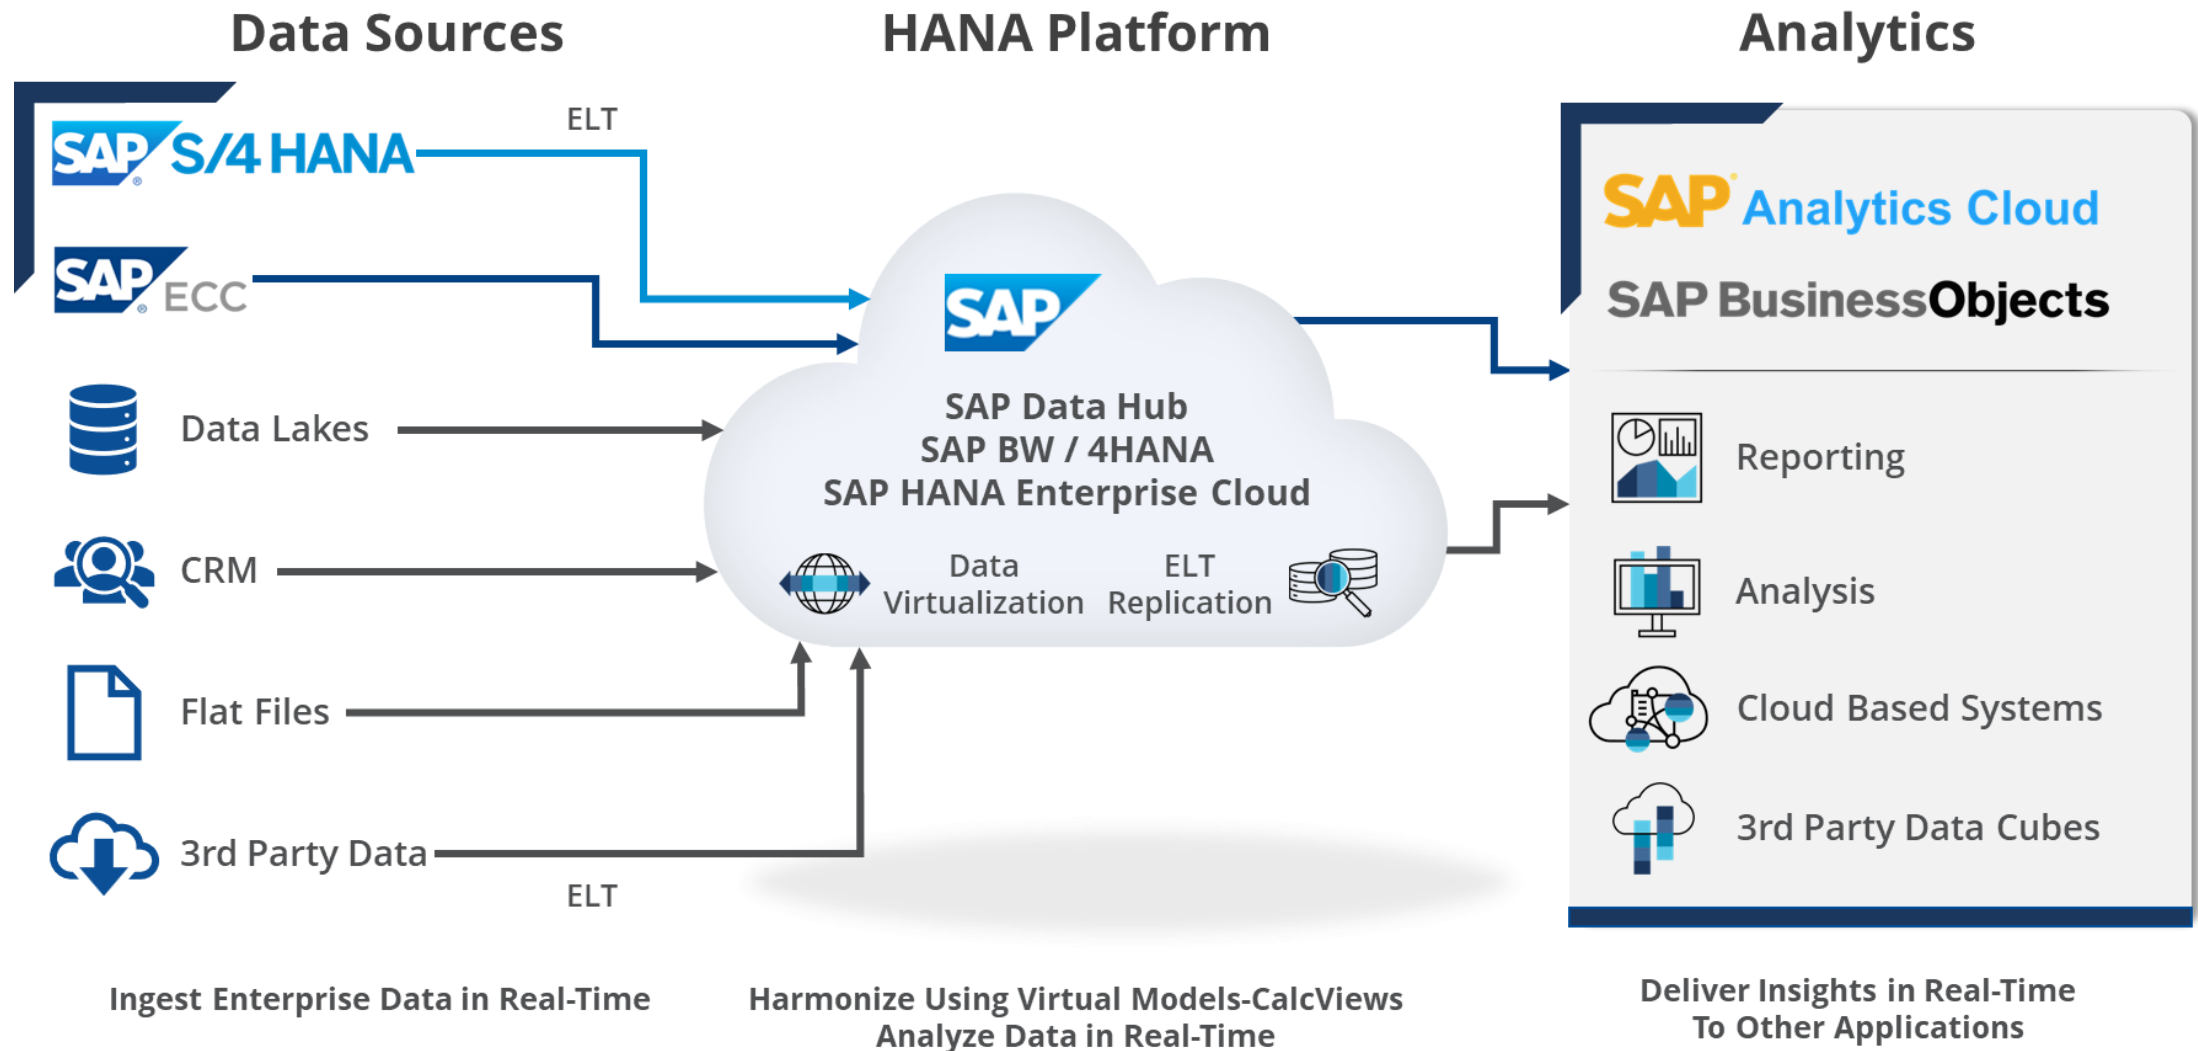 Data Sources
HANA Platform
Analytics
SAP® S/4 HANA
ELT
SAP® ECC
Data Lakes
CRM
Flat Files
3rd Party Data
ELT
SAP
SAP Data Hub
SAP BW / 4HANA
SAP HANA Enterprise Cloud
Data
Virtualization
ELT
Replication
SAP® Analytics Cloud
SAP BusinessObjects
Reporting
Analysis
Cloud Based Systems
3rd Party Data Cubes
Ingest Enterprise Data in Real-Time
Harmonize Using Virtual Models-CalcViews
Analyze Data in Real-Time
Deliver Insights in Real-Time
To Other Applications